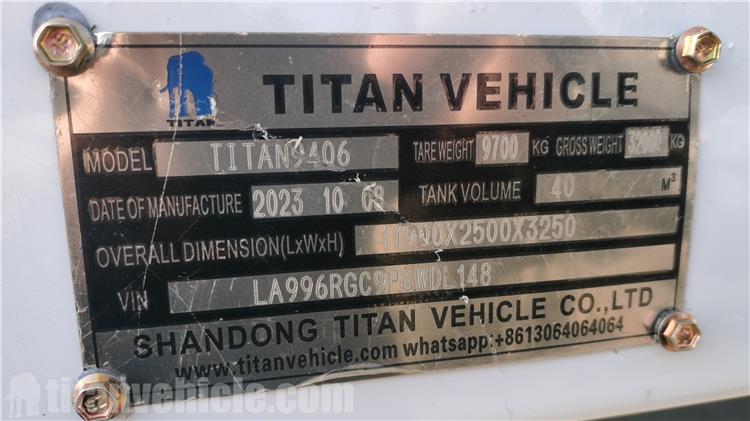 TITAN
TITAN VEHICLE
MODEL TITAN9406 TARE WEIGHT 9700 KG GROSS WEIGHT KG
DATE OF MANUFACTURE 2023 10 08 TANK VOLUME 40 M³
OVERALL DIMENSION(LxWxH) 11900X2500X3250
VIN
SHANDONG TITAN VEHICLE CO.,LTD
www.titanvehicle.com whatsapp:+8613064064064
titanvehicle.com